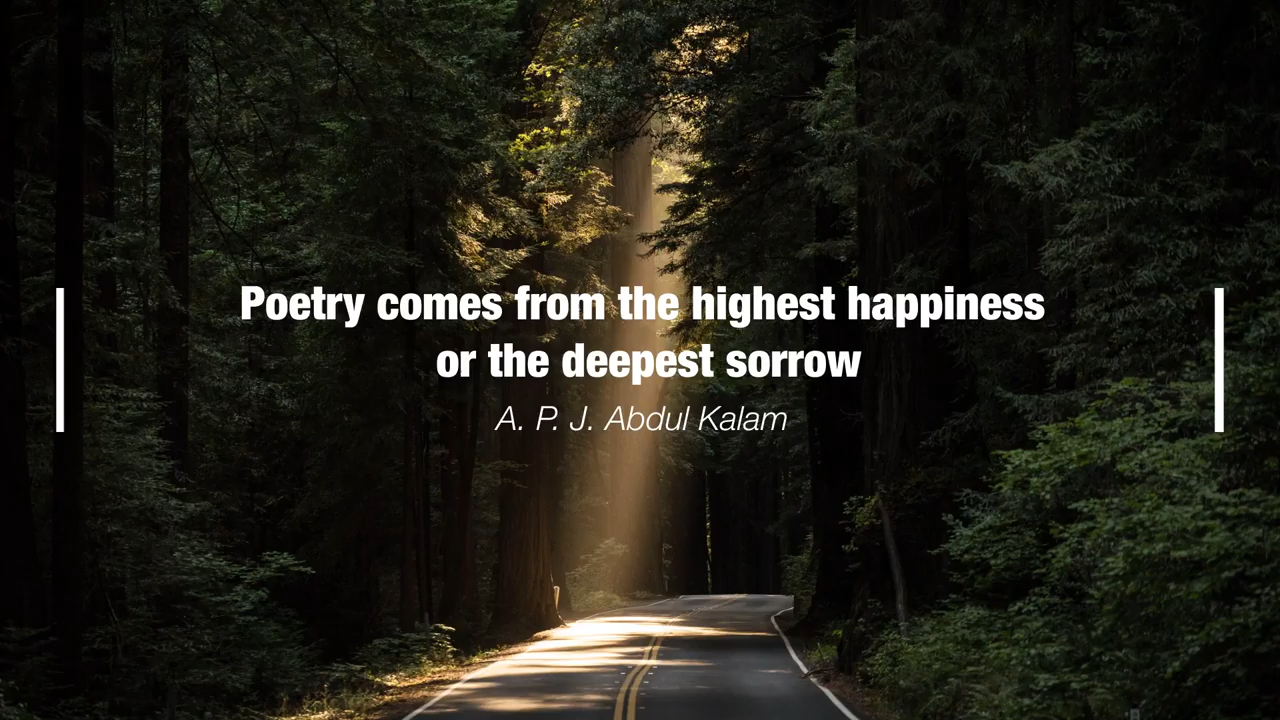 Poetry comes from the highest happiness
or the deepest sorrow
A. P. J. Abdul Kalam